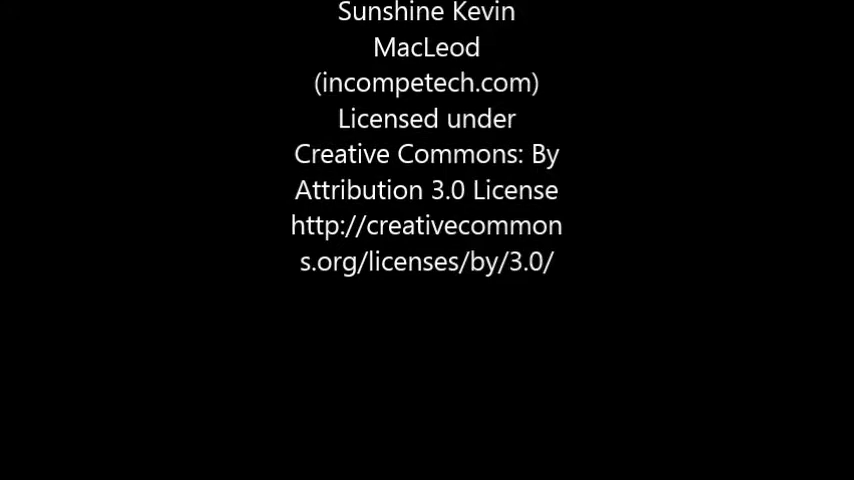 Sunshine Kevin
MacLeod
(incompetech.com)
Licensed under
Creative Commons: By
Attribution 3.0 License
http://creativecommon
s.org/licenses/by/3.0/